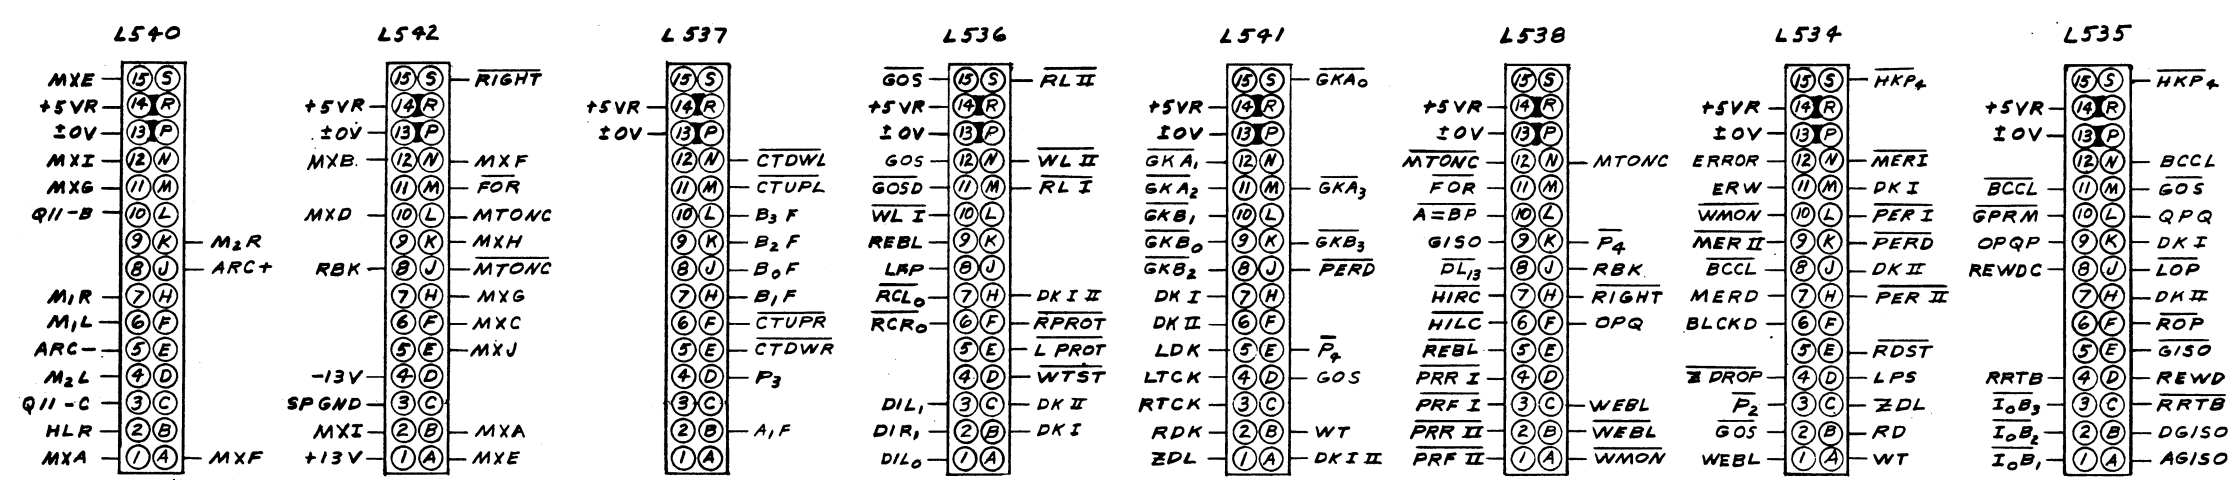 L540
MXE 15 S
+5VR 14 R
±0V 13 P
MXI 12 N
MXG 11 M
Q11-B 10 L
9 K M₂R
8 J ARC+
M₁R 7 H
M₁L 6 F
ARC- 5 E
M₂L 4 D
Q11-C 3 C
HLR 2 B
MXA 1 A MXF
L542
15 S RIGHT
+5VR 14 R
±0V 13 P
MXB 12 N MXF
11 M FOR
MXD 10 L MTONC
9 K MXH
RBK 8 J MTONC
7 H MXG
6 F MXC
5 E MXJ
-13V 4 D
SPGND 3 C
MXI 2 B MXA
+13V 1 A MXE
L537
15 S
+5VR 14 R
±0V 13 P
12 N CTDWL
11 M CTUPL
10 L B₃F
9 K B₂F
8 J B₀F
7 H B₁F
6 F CTUPR
5 E CTDWR
4 D P₃
3 C
2 B A₁F
1 A
L536
GOS 15 S RL II
+5VR 14 R
±0V 13 P
GOS 12 N WL II
GOSD 11 M RL I
WL I 10 L
REBL 9 K
LRP 8 J
RCL₀ 7 H DK I II
RCR₀ 6 F RPROT
5 E LPROT
4 D WTST
DIL₁ 3 C DK II
DIR₁ 2 B DK I
DIL₀ 1 A
L541
15 S GKA₀
+5VR 14 R
±0V 13 P
GKA₁ 12 N
GKA₂ 11 M GKA₃
GKB₁ 10 L
GKB₀ 9 K GKB₃
GKB₂ 8 J PERD
DK I 7 H
DK II 6 F
LDK 5 E P₄
LTCK 4 D GOS
RTCK 3 C
RDK 2 B WT
ZDL 1 A DK I II
L538
15 S
+5VR 14 R
±0V 13 P
MTONC 12 N MTONC
FOR 11 M
A=BP 10 L
GISO 9 K P₄
DL₁₃ 8 J RBK
HIRC 7 H RIGHT
HILC 6 F OPQ
REBL 5 E
PRR I 4 D
PRF I 3 C WEBL
PRR II 2 B WEBL
PRF II 1 A WMON
L534
15 S HKP₄
+5VR 14 R
±0V 13 P
ERROR 12 N MERI
ERW 11 M DK I
WMON 10 L PER I
MER II 9 K PERD
BCCL 8 J DK II
MERD 7 H PER II
BLCKD 6 F
5 E RDST
Z DROP 4 D LPS
P₂ 3 C ZDL
GOS 2 B RD
WEBL 1 A WT
L535
15 S HKP₄
+5VR 14 R
±0V 13 P
12 N BCCL
BCCL 11 M GOS
GPRM 10 L QPQ
OPQP 9 K DK I
REWDC 8 J LOP
7 H DK II
6 F ROP
5 E GISO
RRTB 4 D REWD
I₀B₃ 3 C RRTB
I₀B₂ 2 B DGISO
I₀B₁ 1 A AGISO